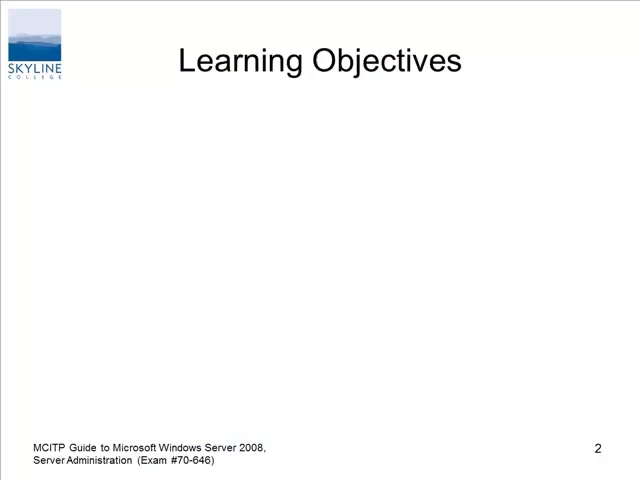 SKYLINE
COLLEGE
Learning Objectives
MCITP Guide to Microsoft Windows Server 2008,
Server Administration (Exam #70-646)
2